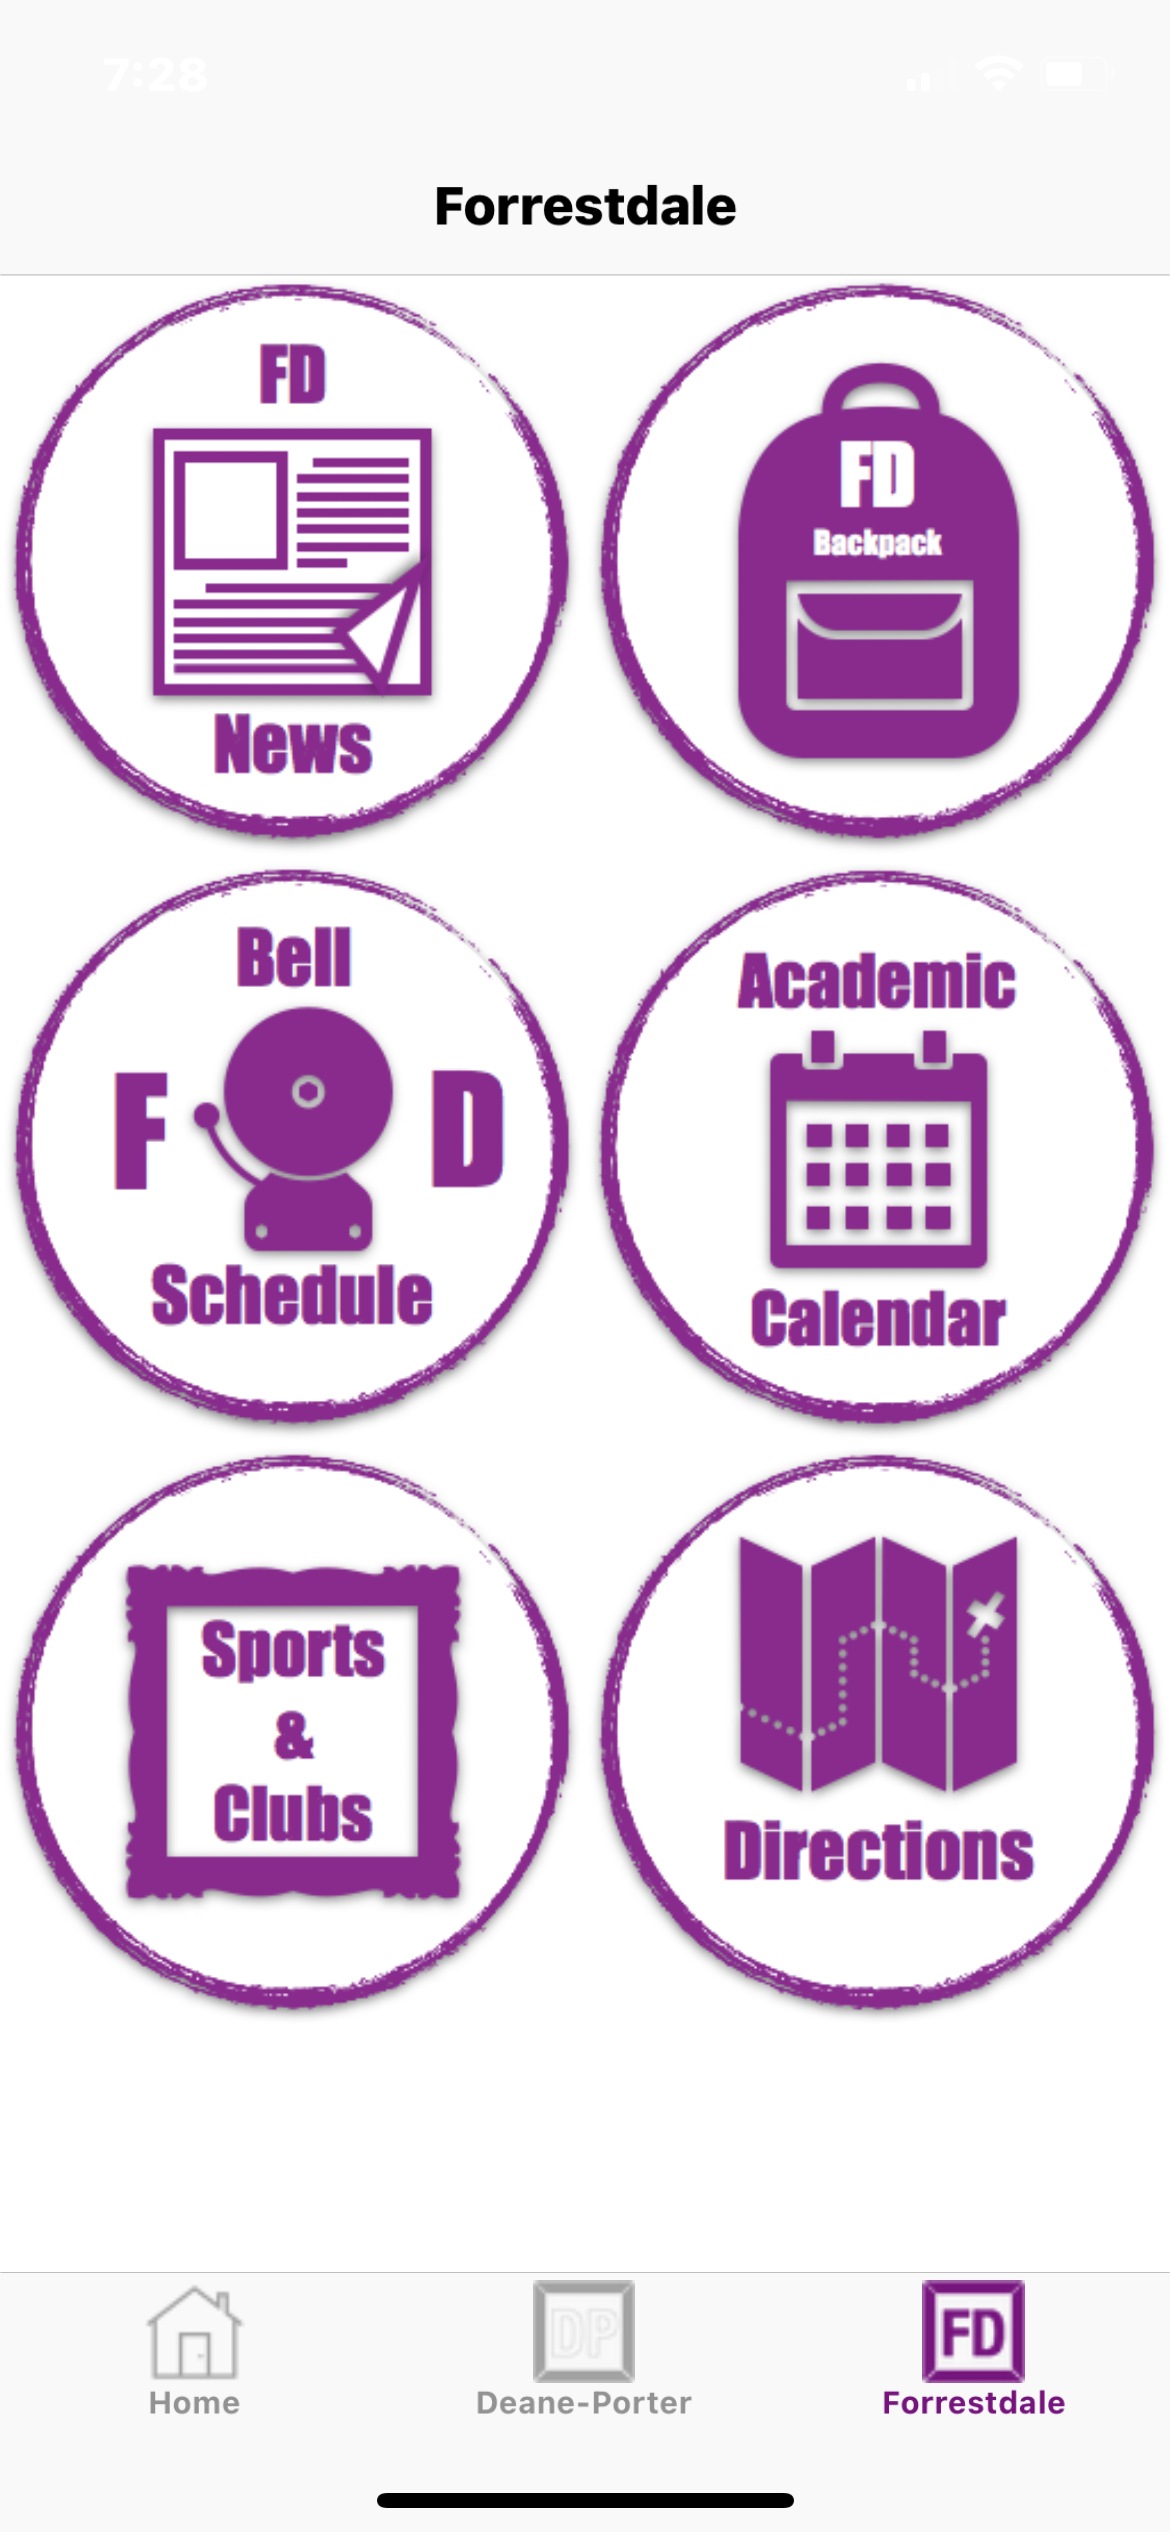 7:28
Forrestdale
FD
News
FD
Backpack
Bell
F D
Schedule
Academic
Calendar
Sports
&
Clubs
Directions
DP
FD
Home
Deane-Porter
Forrestdale